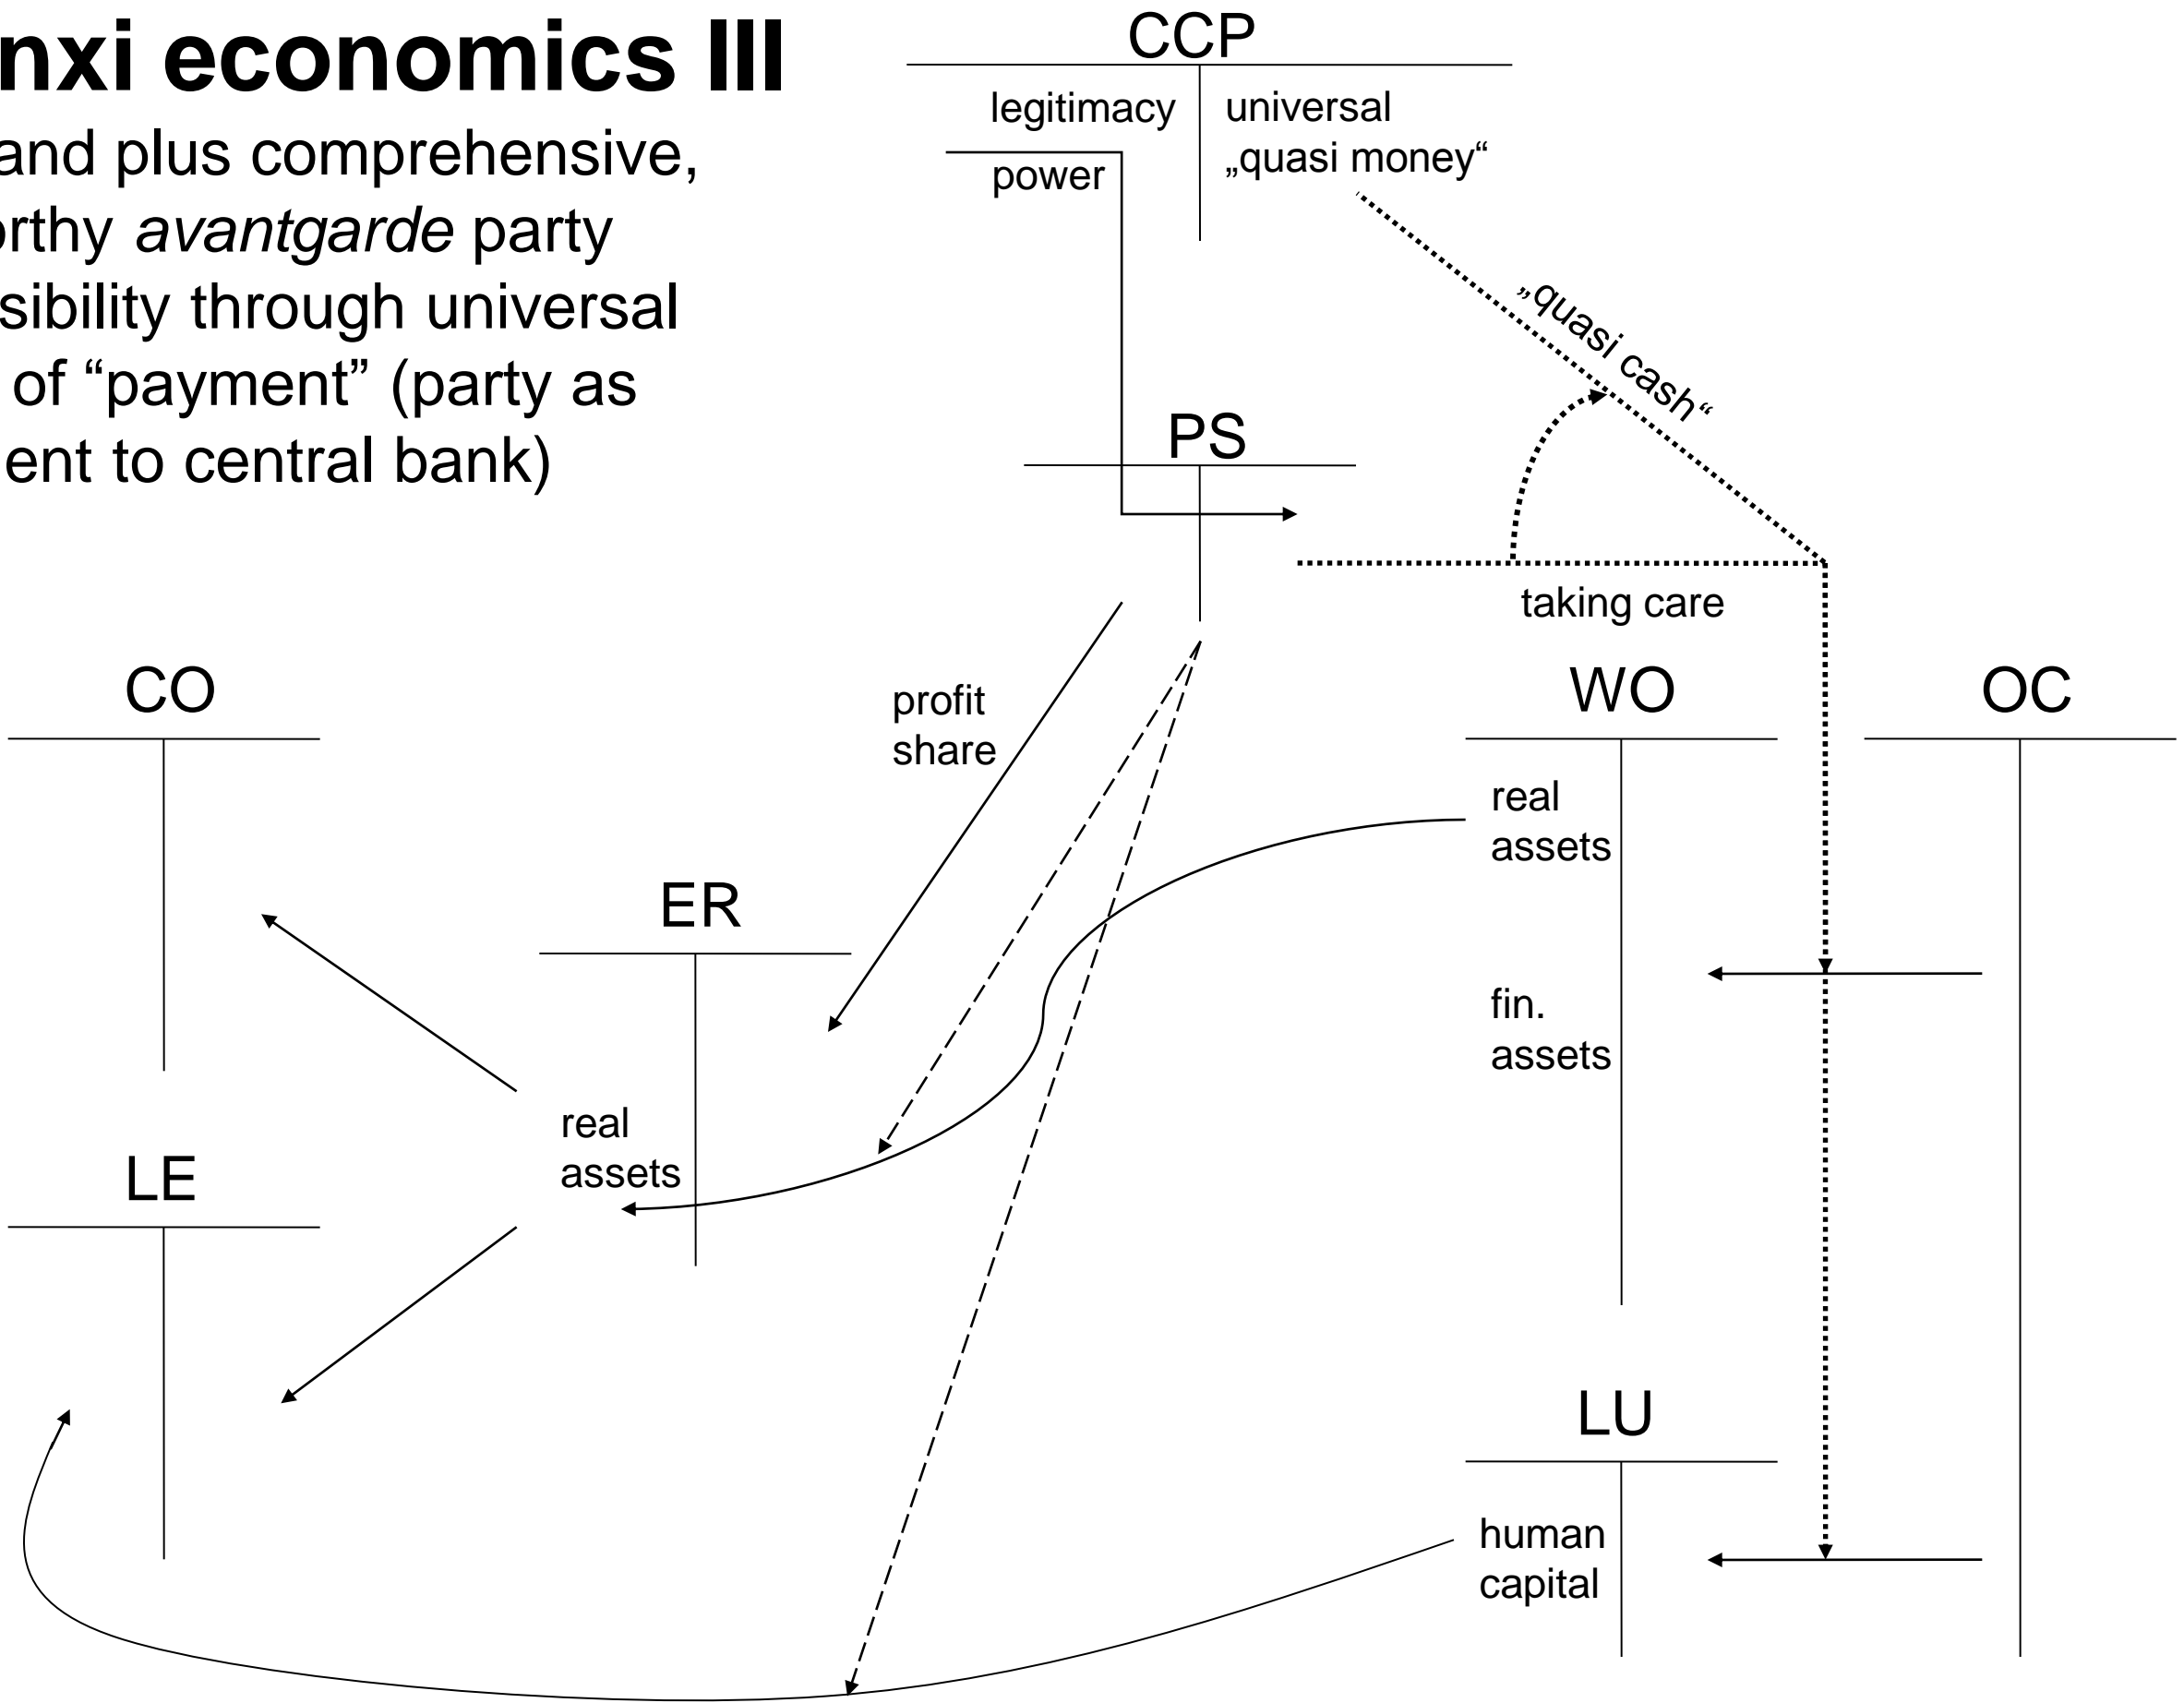 nxi economics III
and plus comprehensive,
rthy avantgarde party
sibility through universal
of “payment” (party as
ent to central bank)
CCP
legitimacy
power
universal
„quasi money“
„quasi cash“
PS
taking care
profit
share
CO
WO
OC
real
assets
fin.
assets
ER
real
assets
LE
LU
human
capital